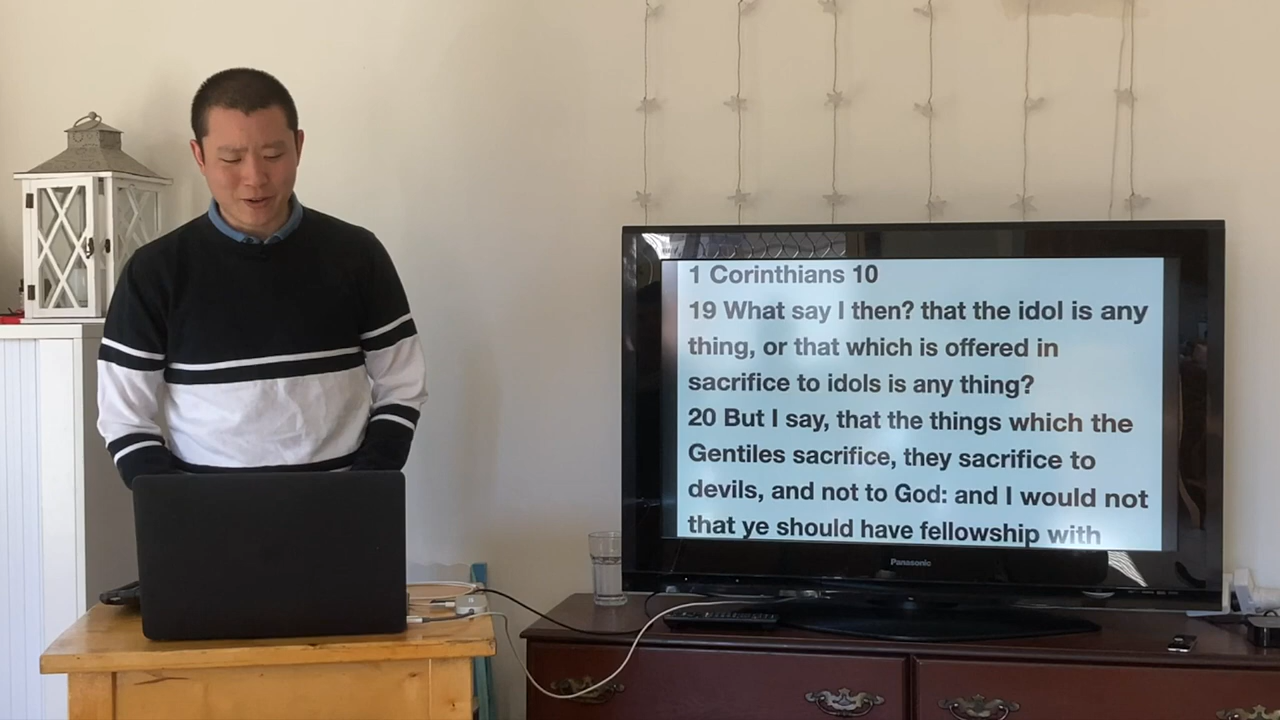 1 Corinthians 10
19 What say I then? that the idol is any
thing, or that which is offered in
sacrifice to idols is any thing?
20 But I say, that the things which the
Gentiles sacrifice, they sacrifice to
devils, and not to God: and I would not
that ye should have fellowship with
Panasonic